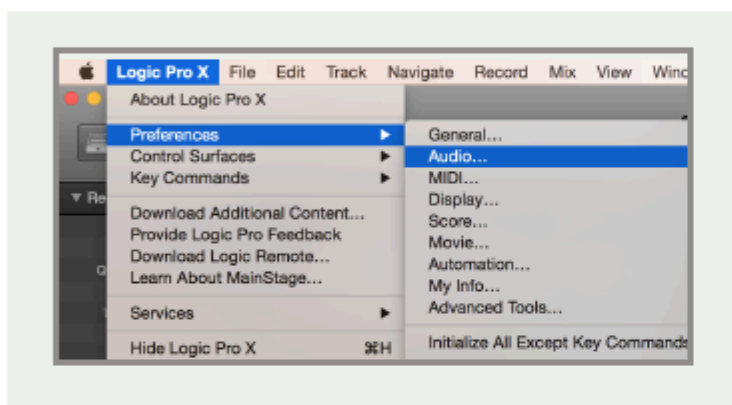 Logic Pro X File Edit Track Navigate Record Mix View
About Logic Pro X
Preferences
Control Surfaces
Key Commands
Download Additional Content...
Provide Logic Pro Feedback
Download Logic Remote...
Learn About MainStage...
Services
Hide Logic Pro X ⌘H
General...
Audio...
MIDI...
Display...
Score...
Movie...
Automation...
My Info...
Advanced Tools...
Initialize All Except Key Commands